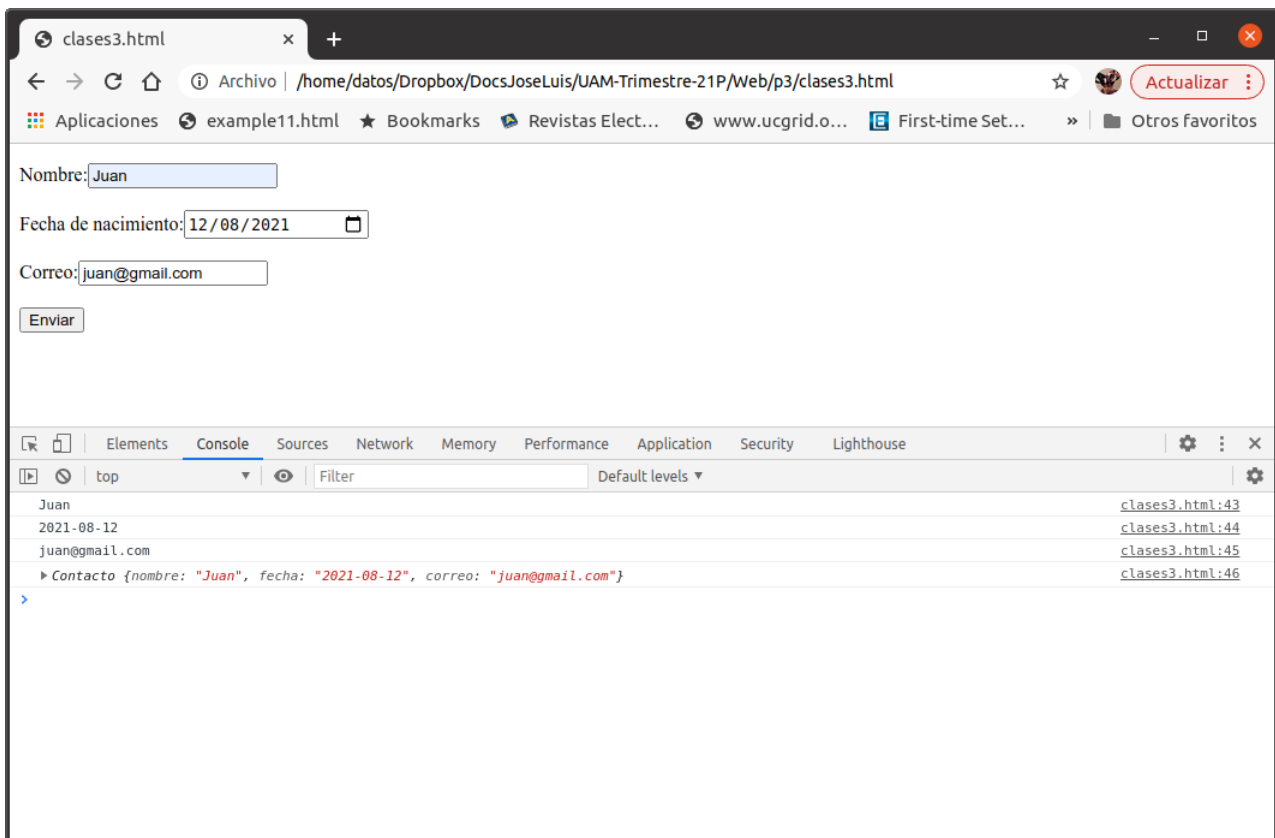 clases3.html
Archivo | /home/datos/Dropbox/DocsJoseLuis/UAM-Trimestre-21P/Web/p3/clases3.html Actualizar
Aplicaciones example11.html Bookmarks Revistas Elect... www.ucgrid.o... First-time Set... » Otros favoritos
Nombre: Juan
Fecha de nacimiento: 12/08/2021
Correo: juan@gmail.com
Enviar
Elements Console Sources Network Memory Performance Application Security Lighthouse
top Filter Default levels ▼
Juan clases3.html:43
2021-08-12 clases3.html:44
juan@gmail.com clases3.html:45
Contacto {nombre: "Juan", fecha: "2021-08-12", correo: "juan@gmail.com"} clases3.html:46